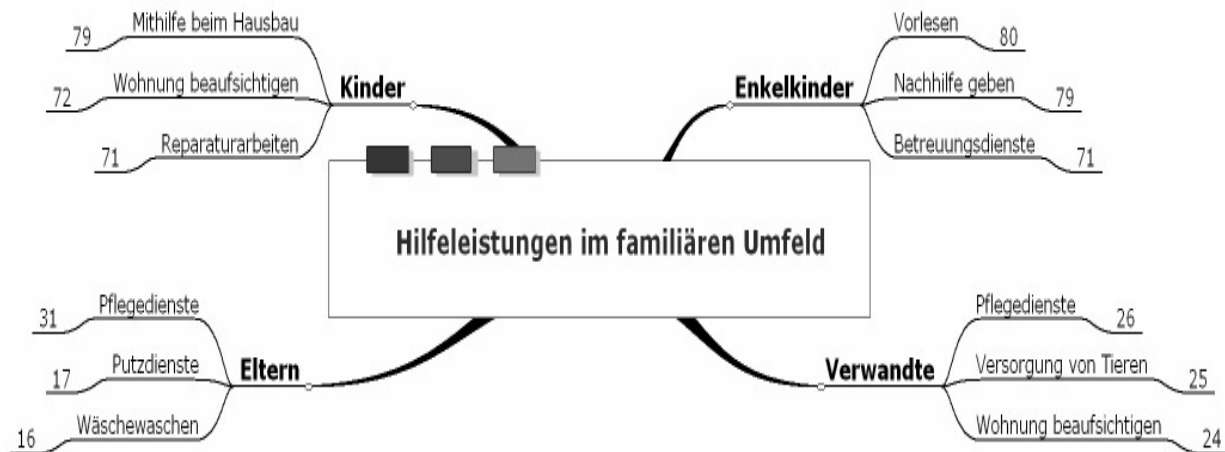 Mithilfe beim Hausbau
79
Wohnung beaufsichtigen
72
Reparaturarbeiten
71
Kinder
Enkelkinder
Vorlesen
80
Nachhilfe geben
79
Betreuungsdienste
71
Hilfeleistungen im familiären Umfeld
Pflegedienste
31
Putzdienste
17
Wäschewaschen
16
Eltern
Verwandte
Pflegedienste
26
Versorgung von Tieren
25
Wohnung beaufsichtigen
24